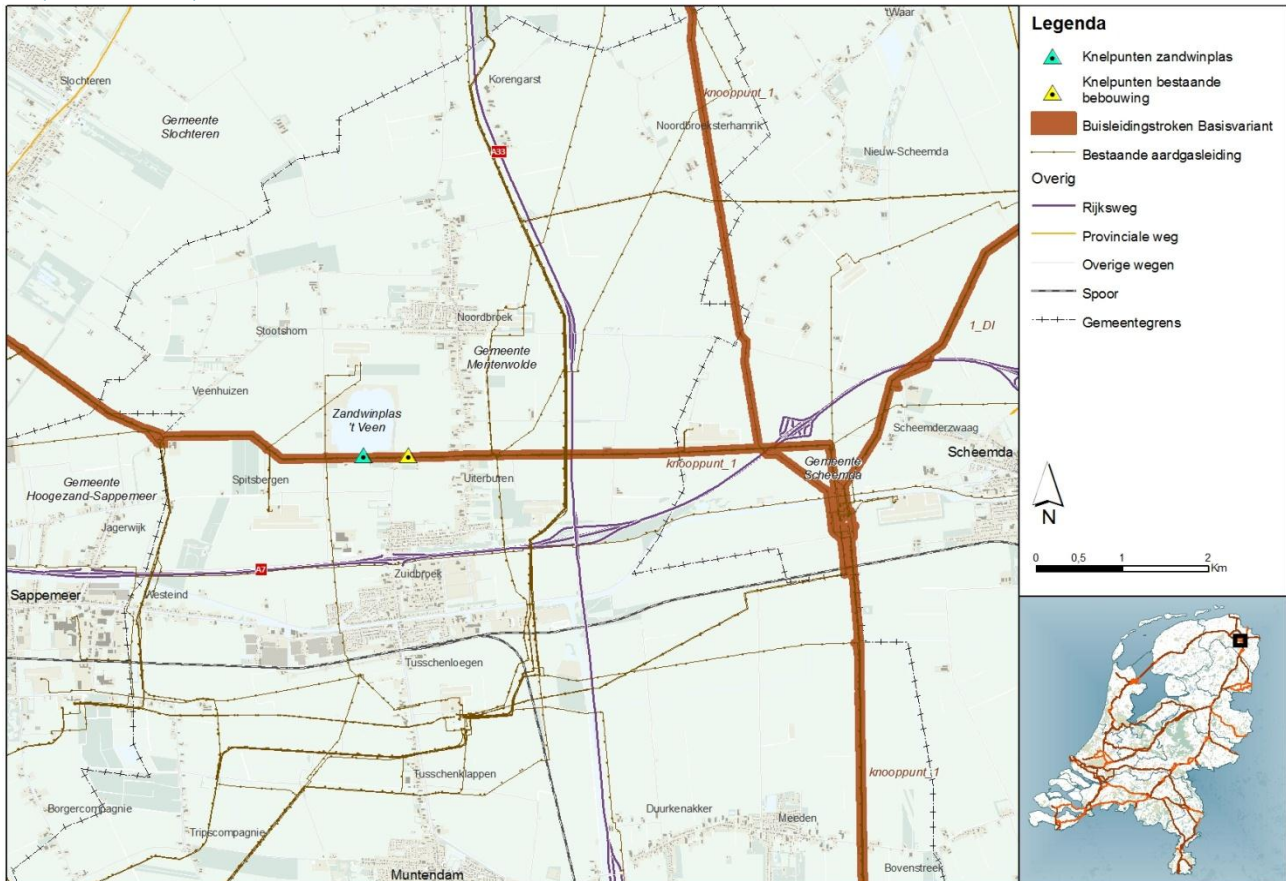 'tWaar
Slochteren
Korengarst
Gemeente
Slochteren
knooppunt_1
Noordbroeksterhamrik
A33
Nieuw-Scheemda
Noordbroek
Stootshorn
Gemeente
Menterwolde
1_DI
Veenhuizen
Zandwinplas
't Veen
Scheemderzwaag
Scheemda
knooppunt_1
Gemeente
Scheemda
Gemeente
Hoogezand-Sappemeer
Spitsbergen
Uiterburen
Jagerwijk
A7
Zuidbroek
Sappemeer
Westeind
Tusschenloegen
knooppunt_1
Tusschenklappen
Borgercompagnie
Tripscompagnie
Duurkenakker
Meeden
Bovenstreek
Muntendam
Legenda
Knelpunten zandwinplas
Knelpunten bestaande
bebouwing
Buisleidingstroken Basisvariant
Bestaande aardgasleiding
Overig
Rijksweg
Provinciale weg
Overige wegen
Spoor
Gemeentegrens
N
0 0,5 1 2
Km